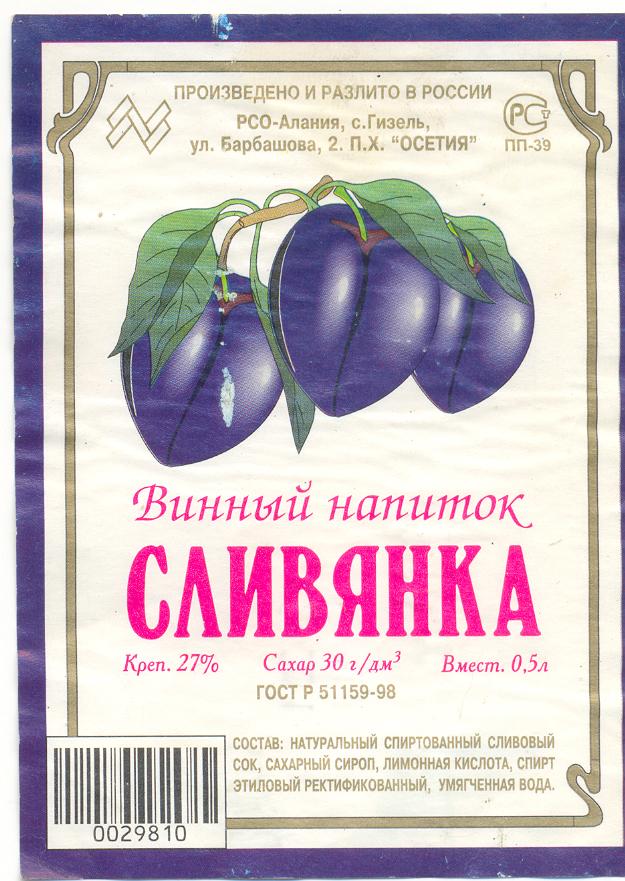 ПРОИЗВЕДЕНО И РАЗЛИТО В РОССИИ
РСО-Алания, с.Гизель,
ул. Барбашова, 2. П.Х. "ОСЕТИЯ"
РСТ
ПП-39
Винный напиток
СЛИВЯНКА
Креп. 27% Сахар 30 г/дм³ Вмест. 0,5л
ГОСТ Р 51159-98
СОСТАВ: НАТУРАЛЬНЫЙ СПИРТОВАННЫЙ СЛИВОВЫЙ
СОК, САХАРНЫЙ СИРОП, ЛИМОННАЯ КИСЛОТА, СПИРТ
ЭТИЛОВЫЙ РЕКТИФИКОВАННЫЙ, УМЯГЧЕННАЯ ВОДА.
0029810